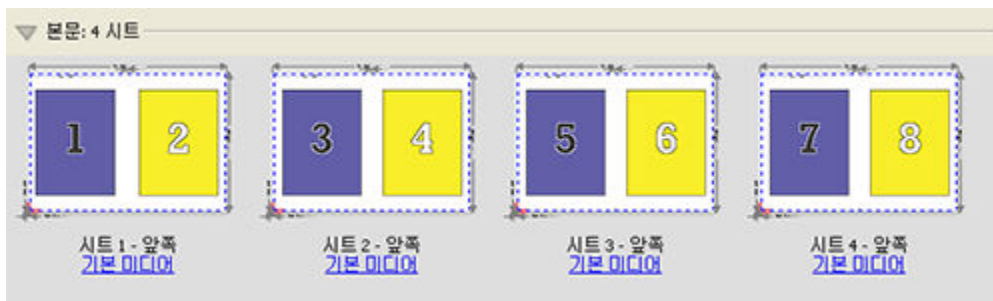 본문: 4 시트
1 2 3 4 5 6 7 8
시트 1 - 앞쪽 시트 2 - 앞쪽 시트 3 - 앞쪽 시트 4 - 앞쪽
기본 미디어 기본 미디어 기본 미디어 기본 미디어